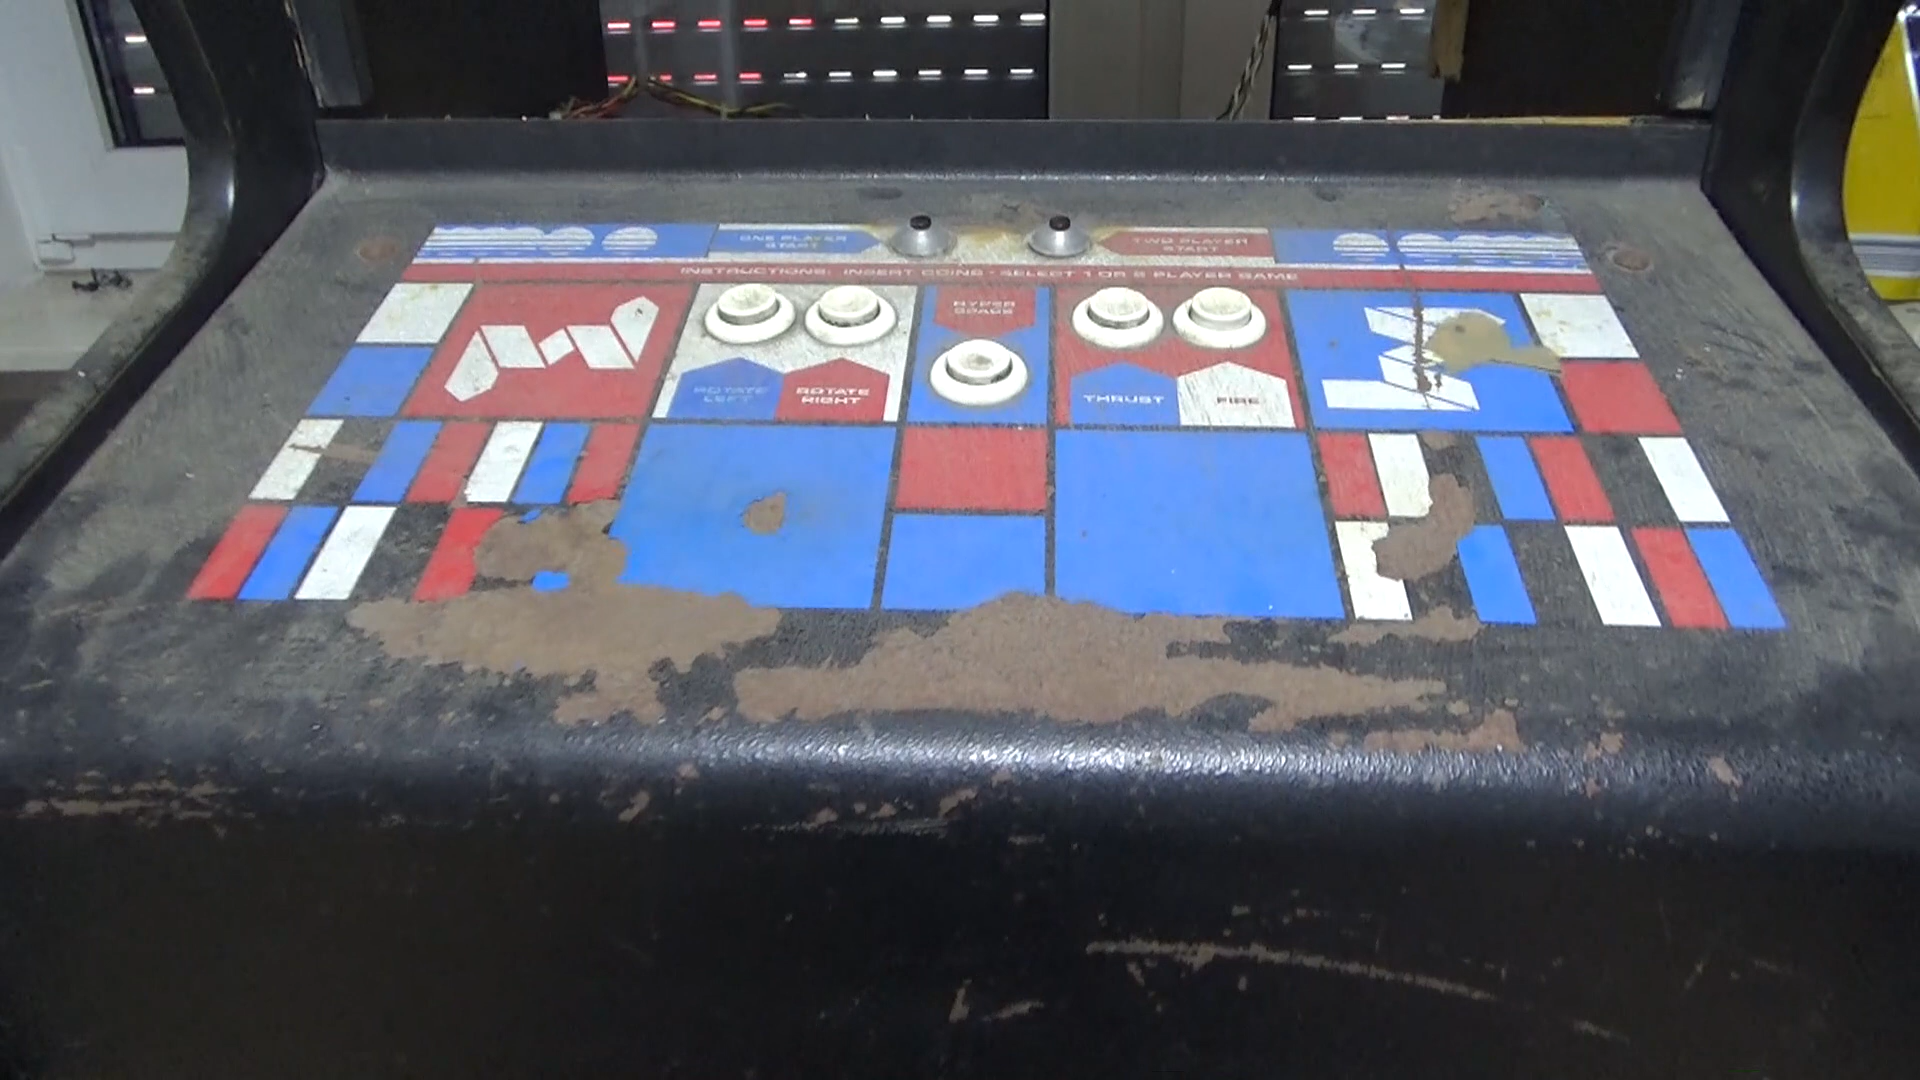 ONE PLAYER
START
TWO PLAYER
START
INSTRUCTIONS: INSERT COINS - SELECT 1 OR 2 PLAYER GAME
HYPER
SPACE
ROTATE
LEFT
ROTATE
RIGHT
THRUST
FIRE